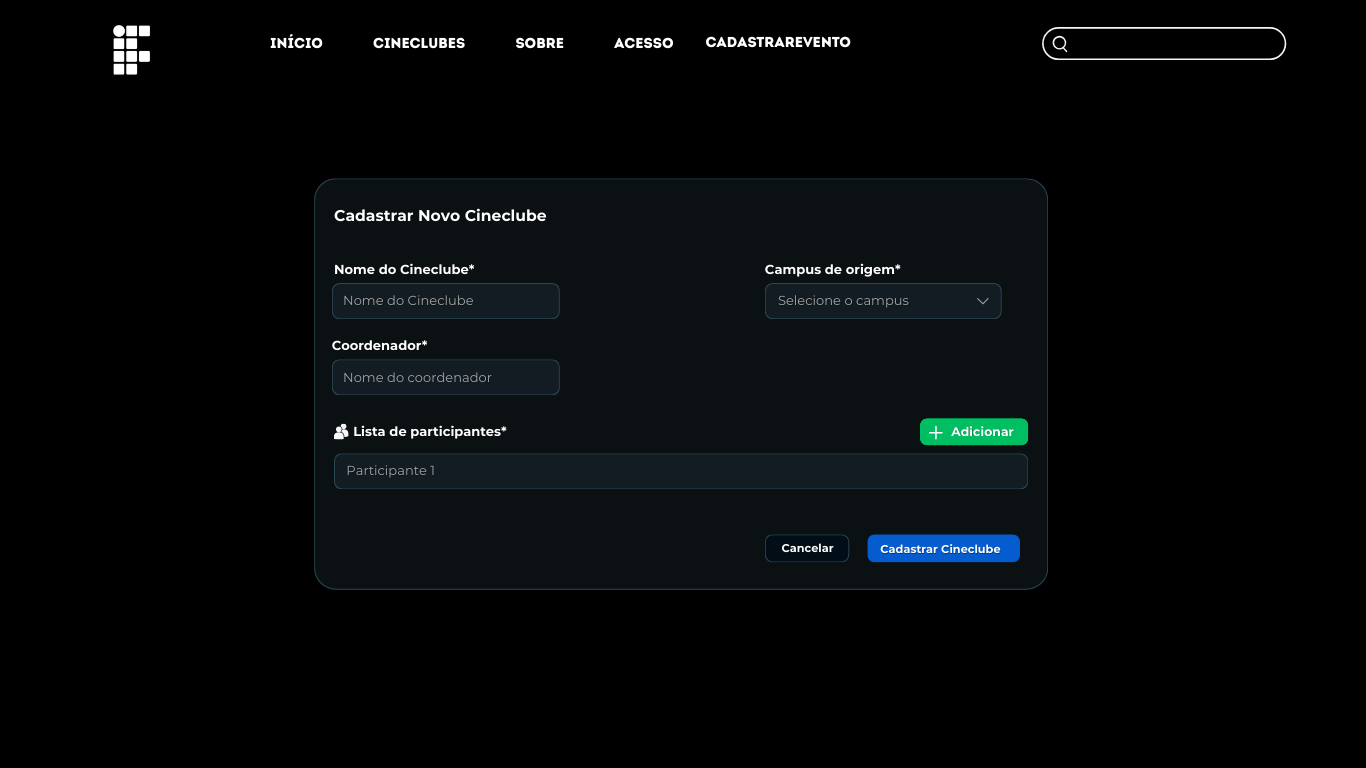 INÍCIO CINECLUBES SOBRE ACESSO CADASTRAREVENTO
Cadastrar Novo Cineclube
Nome do Cineclube* Campus de origem*
Nome do Cineclube Selecione o campus
Coordenador*
Nome do coordenador
Lista de participantes* Adicionar
Participante 1
Cancelar Cadastrar Cineclube